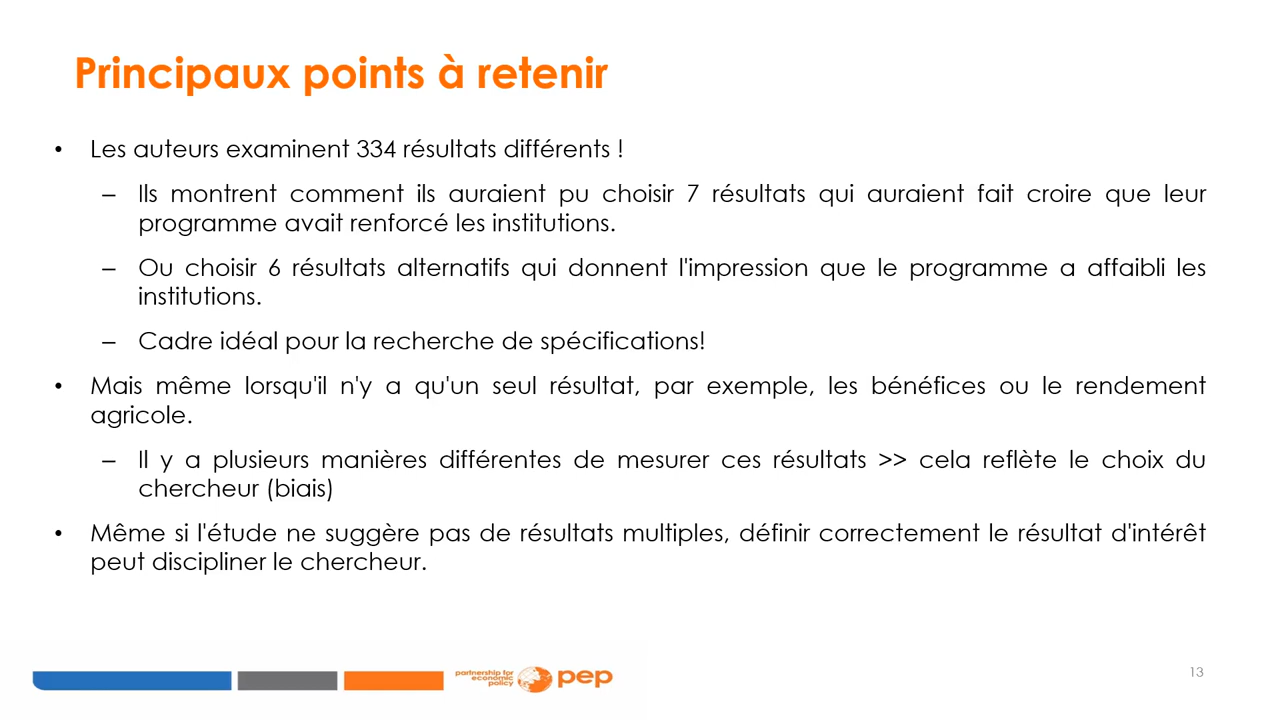 Principaux points à retenir
• Les auteurs examinent 334 résultats différents !
– Ils montrent comment ils auraient pu choisir 7 résultats qui auraient fait croire que leur
programme avait renforcé les institutions.
– Ou choisir 6 résultats alternatifs qui donnent l'impression que le programme a affaibli les
institutions.
– Cadre idéal pour la recherche de spécifications!
• Mais même lorsqu'il n'y a qu'un seul résultat, par exemple, les bénéfices ou le rendement
agricole.
– Il y a plusieurs manières différentes de mesurer ces résultats >> cela reflète le choix du
chercheur (biais)
• Même si l'étude ne suggère pas de résultats multiples, définir correctement le résultat d'intérêt
peut discipliner le chercheur.
partnership for
economic
policy
pep
13